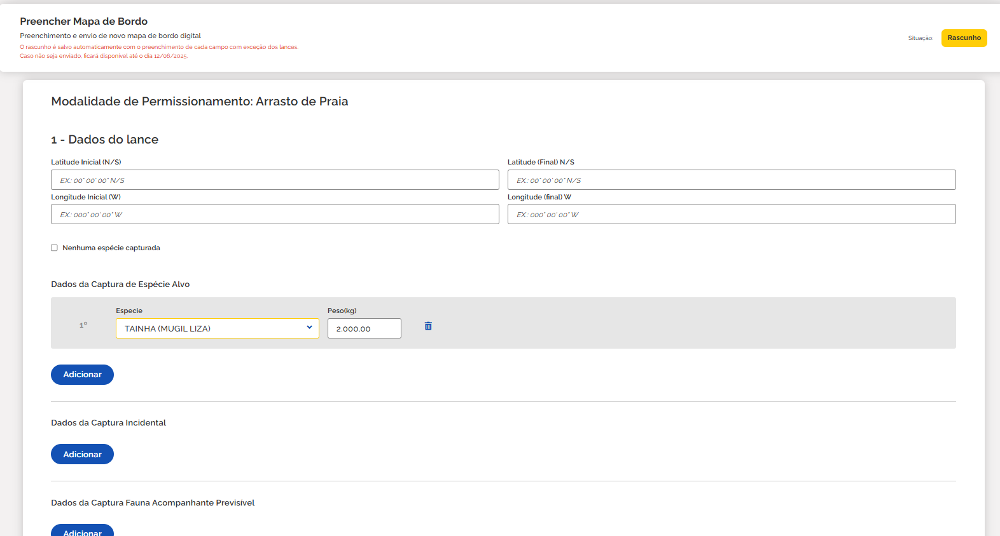 Preencher Mapa de Bordo
Preenchimento e envio de novo mapa de bordo digital
O rascunho é salvo automaticamente com o preenchimento de cada campo com exceção dos lances.
Caso não seja enviado, ficará disponível até o dia 12/06/2025.
Situação:
Rascunho
Modalidade de Permissionamento: Arrasto de Praia
1 - Dados do lance
Latitude Inicial (N/S)
Latitude (Final) N/S
EX.: 00° 00' 00" N/S
EX.: 00° 00' 00" N/S
Longitude Inicial (W)
Longitude (final) W
EX.: 000° 00' 00" W
EX.: 000° 00' 00" W
Nenhuma espécie capturada
Dados da Captura de Espécie Alvo
Especie
Peso(kg)
1º
TAINHA (MUGIL LIZA)
2.000,00
Adicionar
Dados da Captura Incidental
Adicionar
Dados da Captura Fauna Acompanhante Previsível
Adicionar